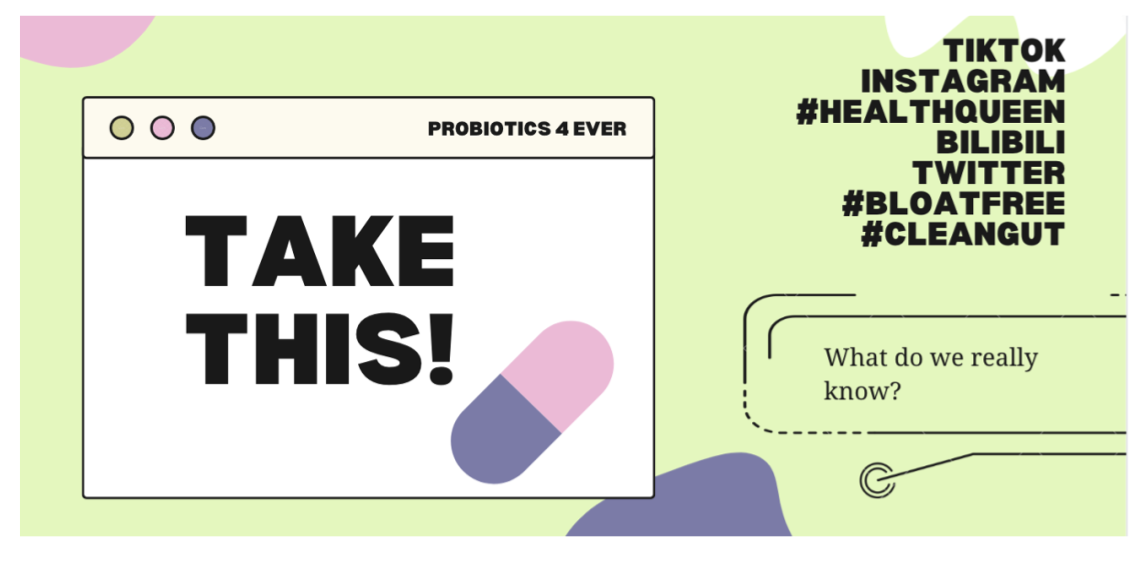 PROBIOTICS 4 EVER
TAKE
THIS!
TIKTOK
INSTAGRAM
#HEALTHQUEEN
BILIBILI
TWITTER
#BLOATFREE
#CLEANGUT
What do we really
know?